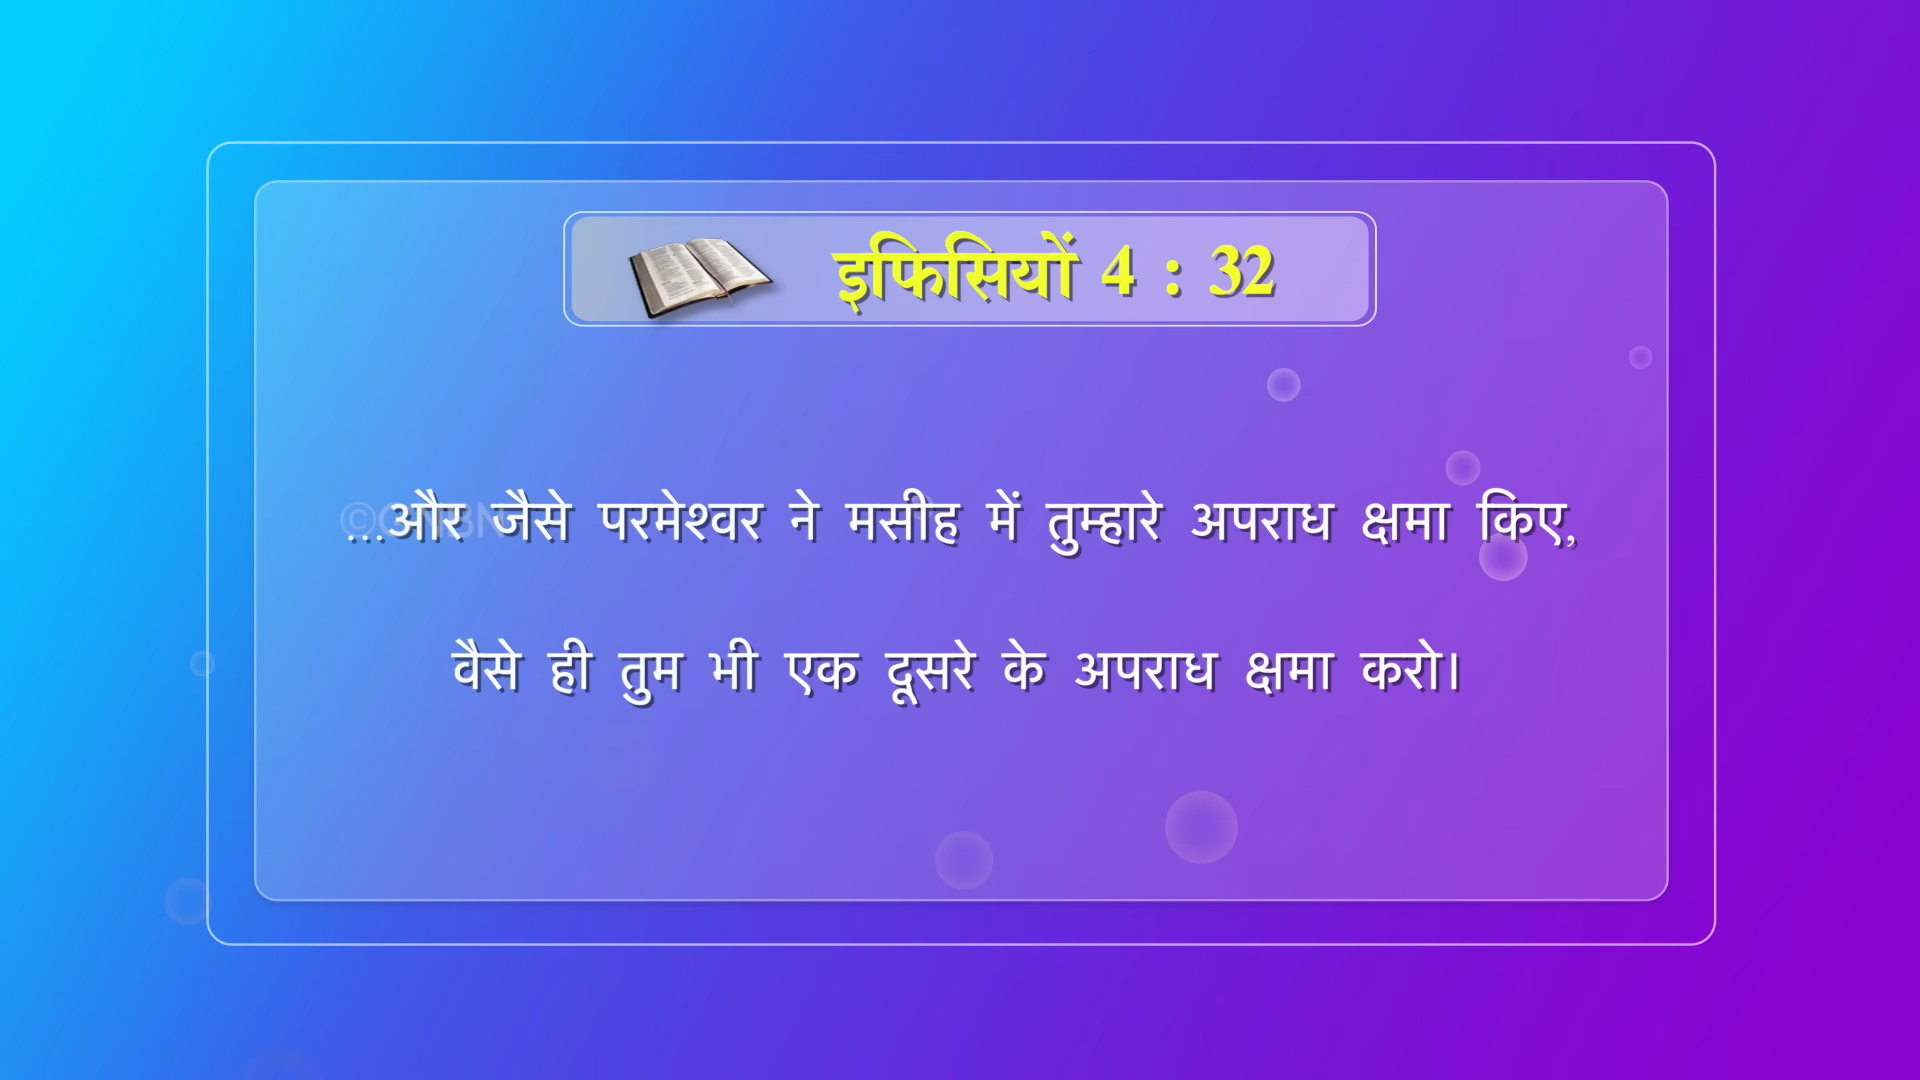 इफिसियों 4 : 32
...और जैसे परमेश्वर ने मसीह में तुम्हारे अपराध क्षमा किए,
वैसे ही तुम भी एक दूसरे के अपराध क्षमा करो।